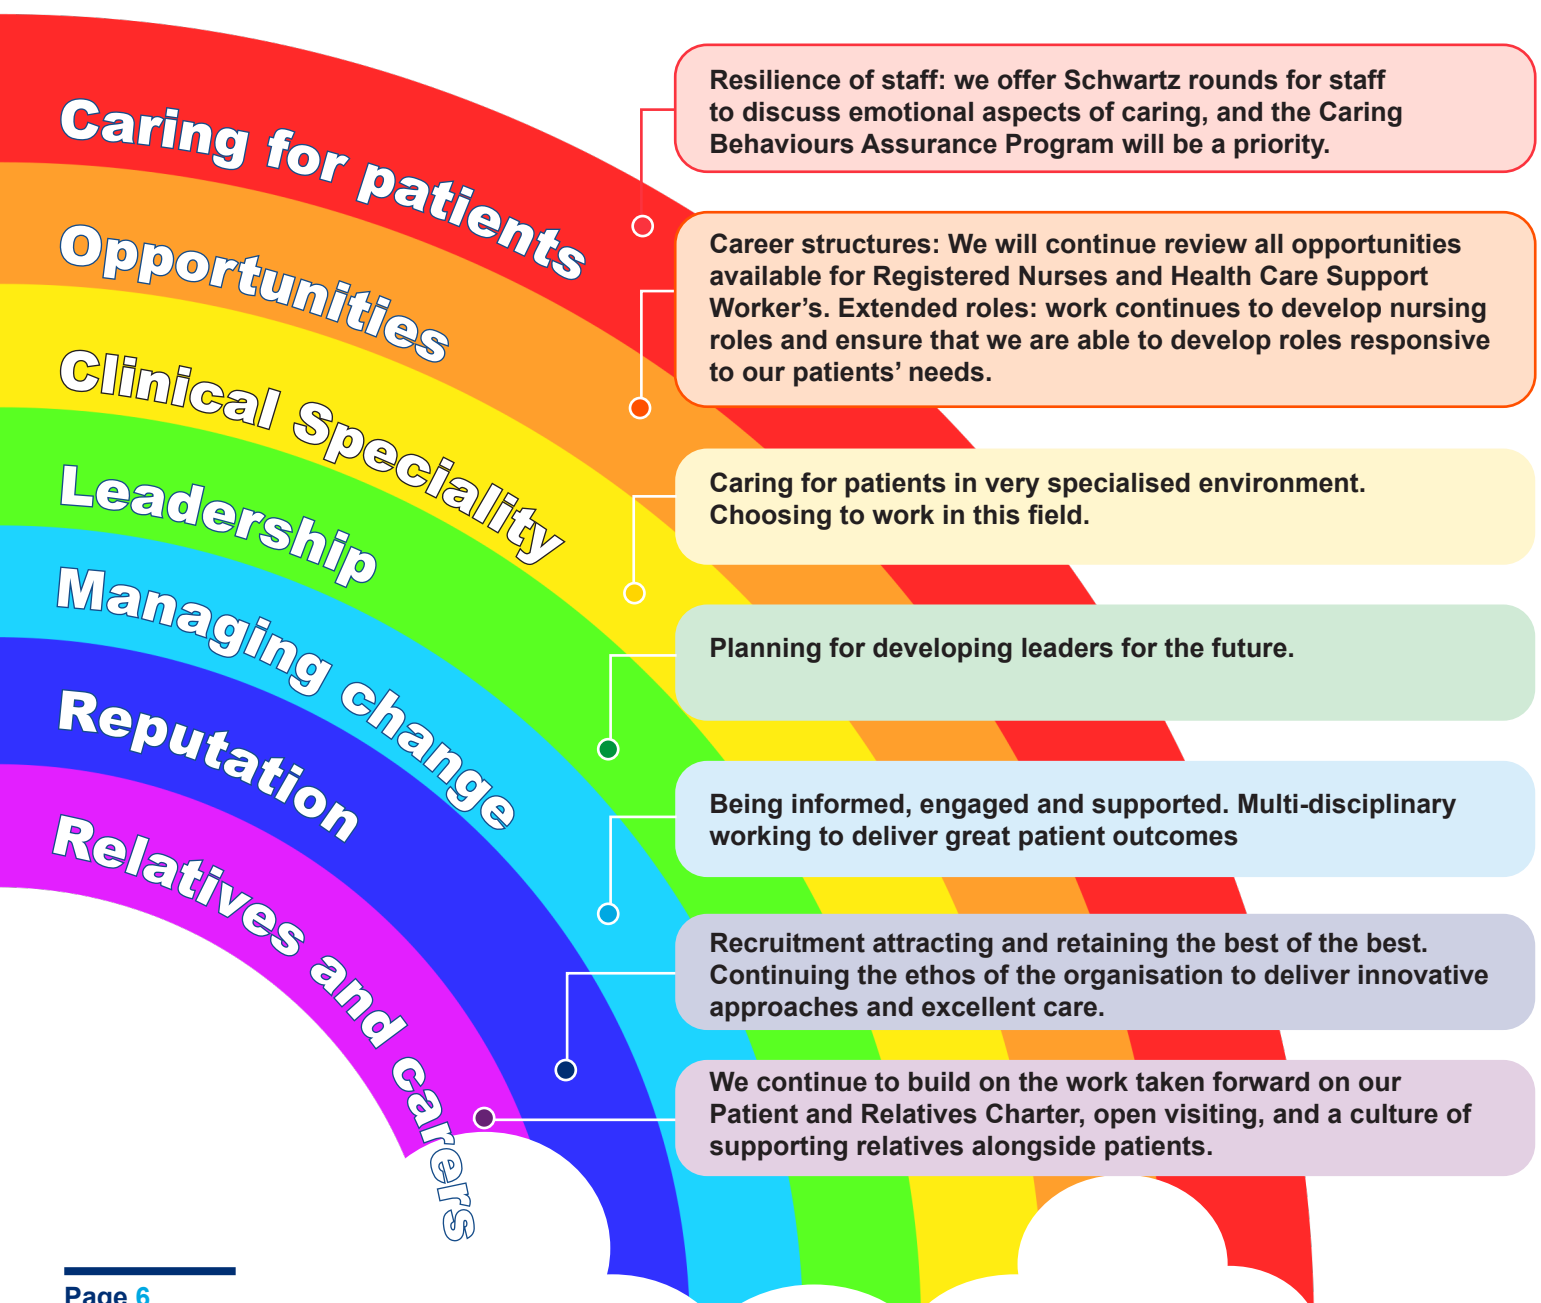 Caring for patients
Resilience of staff: we offer Schwartz rounds for staff
to discuss emotional aspects of caring, and the Caring
Behaviours Assurance Program will be a priority.
Opportunities
Career structures: We will continue review all opportunities
available for Registered Nurses and Health Care Support
Worker’s. Extended roles: work continues to develop nursing
roles and ensure that we are able to develop roles responsive
to our patients’ needs.
Clinical Speciality
Caring for patients in very specialised environment.
Choosing to work in this field.
Leadership
Planning for developing leaders for the future.
Managing change
Being informed, engaged and supported. Multi-disciplinary
working to deliver great patient outcomes
Reputation
Recruitment attracting and retaining the best of the best.
Continuing the ethos of the organisation to deliver innovative
approaches and excellent care.
Relatives and carers
We continue to build on the work taken forward on our
Patient and Relatives Charter, open visiting, and a culture of
supporting relatives alongside patients.
Page 6